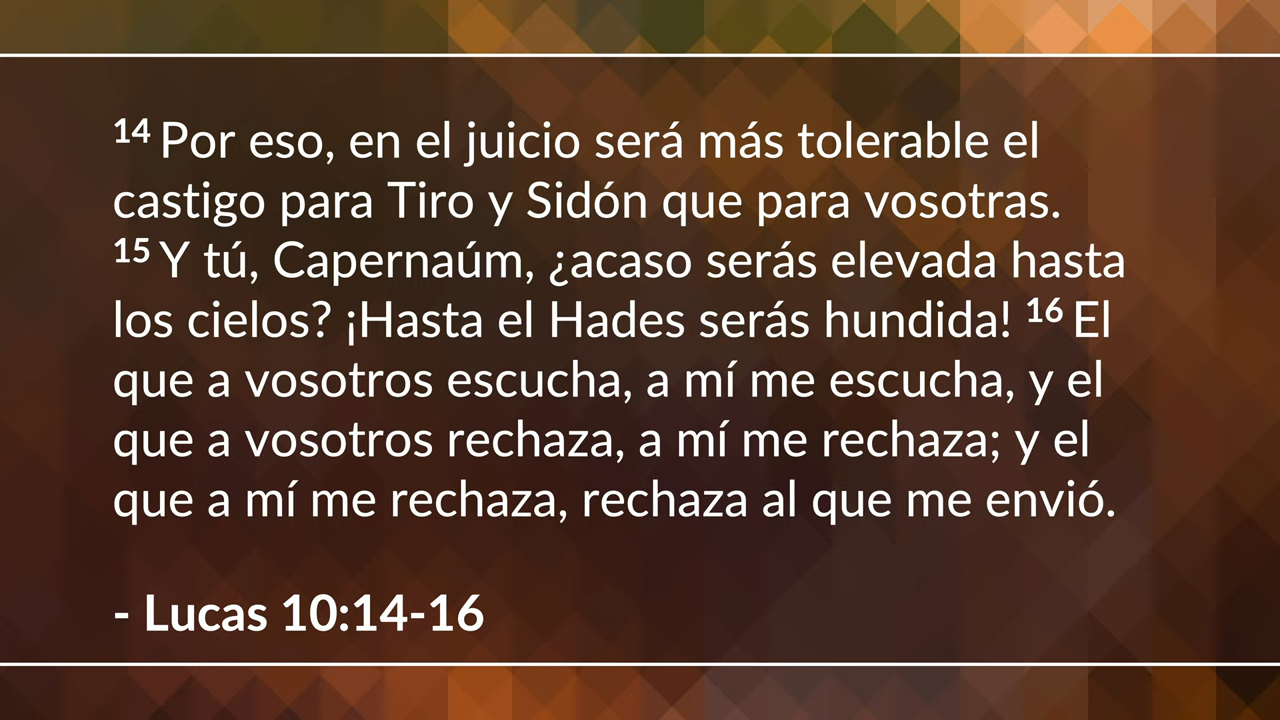 14 Por eso, en el juicio será más tolerable el
castigo para Tiro y Sidón que para vosotras.
15 Y tú, Capernaúm, ¿acaso serás elevada hasta
los cielos? ¡Hasta el Hades serás hundida! 16 El
que a vosotros escucha, a mí me escucha, y el
que a vosotros rechaza, a mí me rechaza; y el
que a mí me rechaza, rechaza al que me envió.
- Lucas 10:14-16